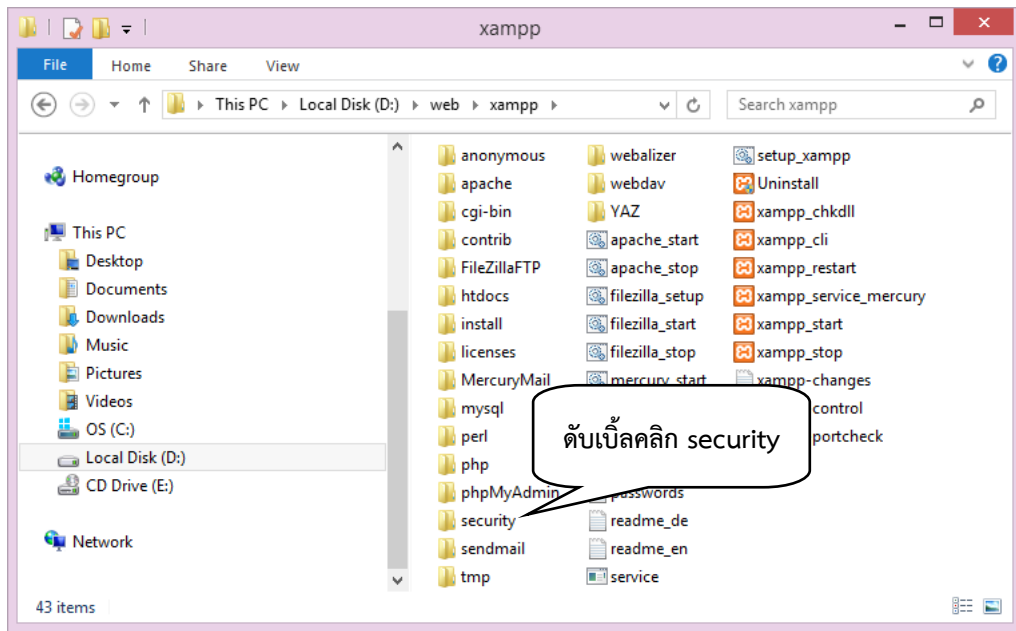 xampp
File Home Share View
This PC Local Disk (D:) web xampp
Search xampp
Homegroup
This PC
Desktop
Documents
Downloads
Music
Pictures
Videos
OS (C:)
Local Disk (D:)
CD Drive (E:)
Network
anonymous
apache
cgi-bin
contrib
FileZillaFTP
htdocs
install
licenses
MercuryMail
mysql
perl
php
phpMyAdmin
security
sendmail
tmp
webalizer
webdav
YAZ
apache_start
apache_stop
filezilla_setup
filezilla_start
filezilla_stop
mercury_start
passwords
readme_de
readme_en
service
setup_xampp
Uninstall
xampp_chkdll
xampp_cli
xampp_restart
xampp_service_mercury
xampp_start
xampp_stop
xampp-changes
control
portcheck
ดับเบิ้ลคลิก security
43 items